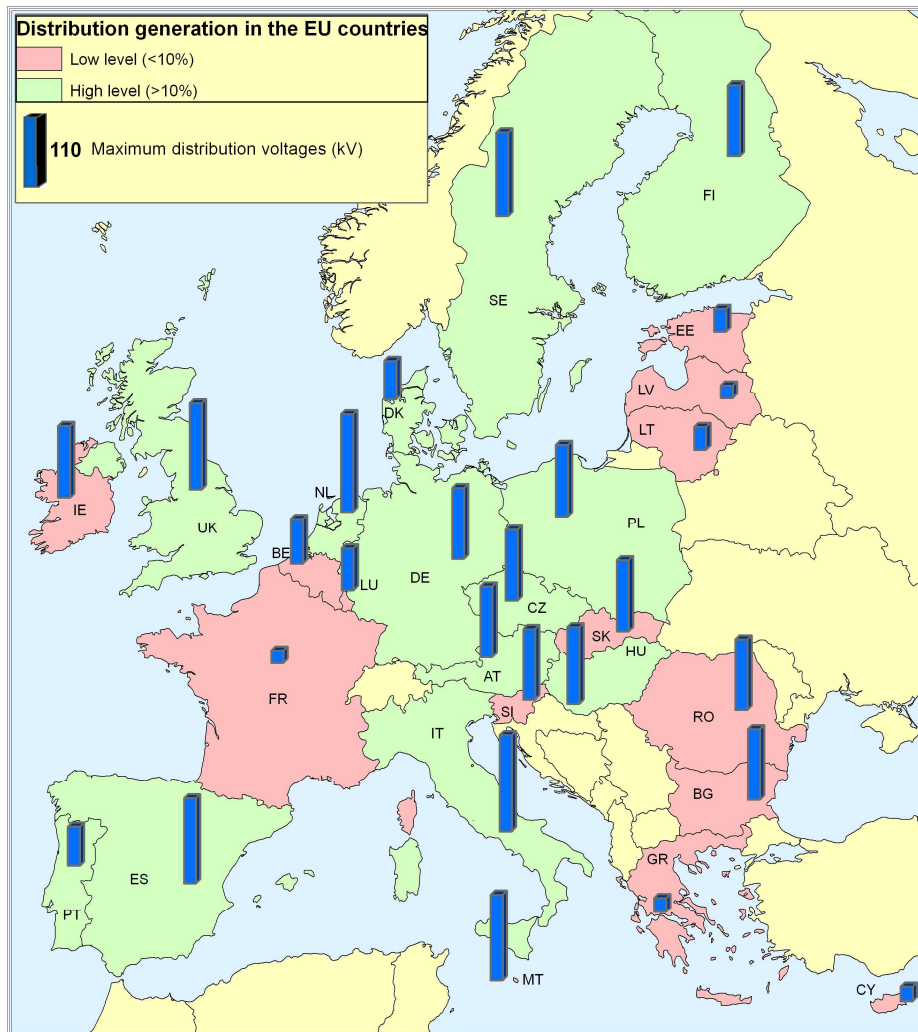 Distribution generation in the EU countries
Low level (<10%)
High level (>10%)
110 Maximum distribution voltages (kV)
FI
SE
EE
LV
DK
LT
NL
IE
PL
UK
BE
LU
DE
CZ
SK
HU
AT
FR
SI
RO
IT
BG
GR
ES
PT
MT
CY